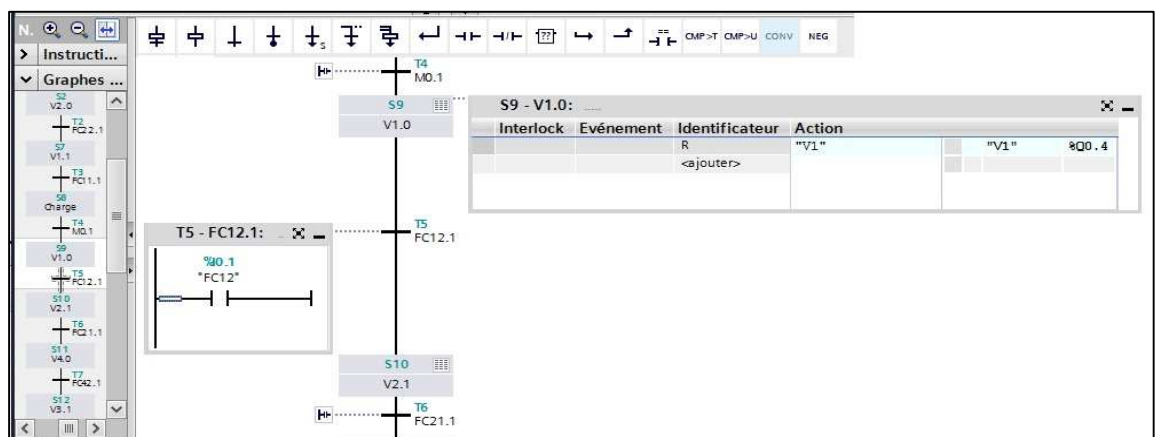 N.
Instructi...
Graphes ...
S2
V2.0
T2
FC22.1
S7
V1.1
T3
FC11.1
S8
Charge
T4
M0.1
S9
V1.0
T5
FC12.1
S10
V2.1
T6
FC21.1
S11
V4.0
T7
FC42.1
S12
V3.1
S ?? CMP>T CMP>U CONV NEG
T4
M0.1
S9
V1.0
S9 - V1.0: ......
Interlock Evénement Identificateur Action
R "V1" "V1" %Q0.4
<ajouter>
T5 - FC12.1: ..
"FC12"
T5
FC12.1
S10
V2.1
T6
FC21.1